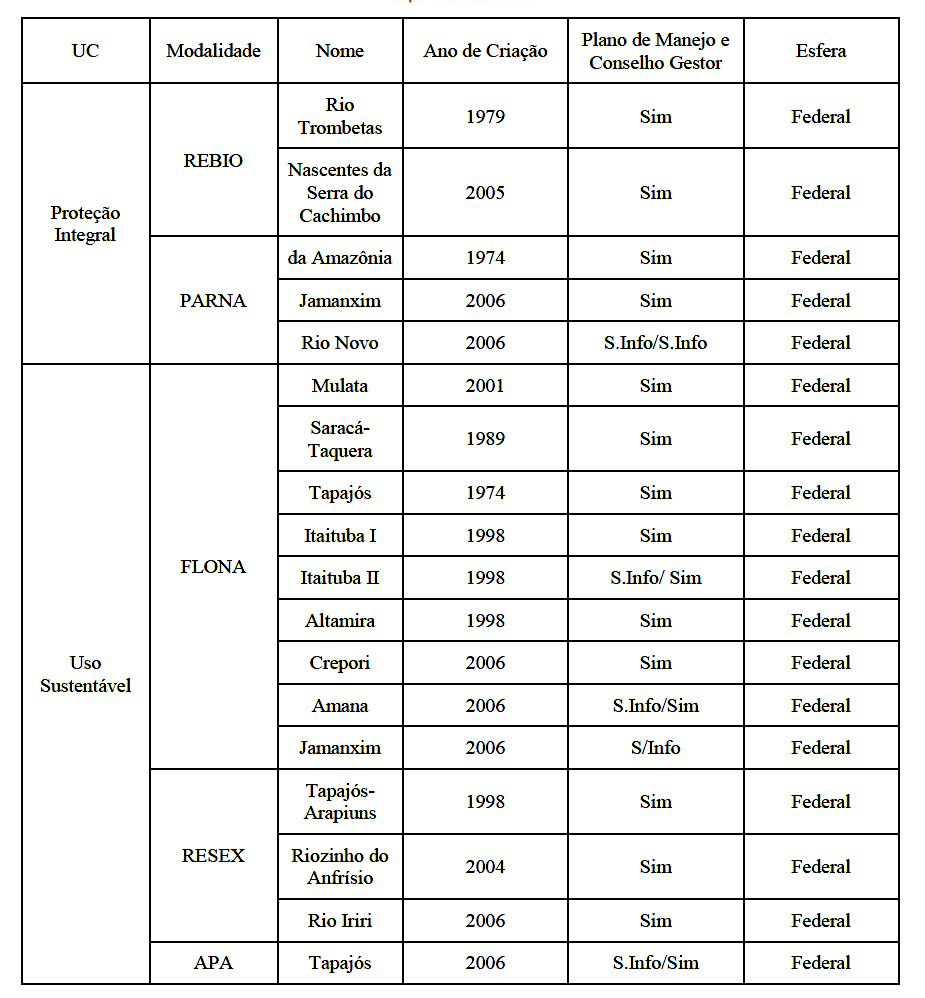 UC
Modalidade
Nome
Ano de Criação
Plano de Manejo e
Conselho Gestor
Esfera
Proteção
Integral
REBIO
Rio
Trombetas
1979
Sim
Federal
Nascentes da
Serra do
Cachimbo
2005
Sim
Federal
PARNA
da Amazônia
1974
Sim
Federal
Jamanxim
2006
Sim
Federal
Rio Novo
2006
S.Info/S.Info
Federal
Uso
Sustentável
FLONA
Mulata
2001
Sim
Federal
Saracá-
Taquera
1989
Sim
Federal
Tapajós
1974
Sim
Federal
Itaituba I
1998
Sim
Federal
Itaituba II
1998
S.Info/ Sim
Federal
Altamira
1998
Sim
Federal
Crepori
2006
Sim
Federal
Amana
2006
S.Info/Sim
Federal
Jamanxim
2006
S/Info
Federal
RESEX
Tapajós-
Arapiuns
1998
Sim
Federal
Riozinho do
Anfrísio
2004
Sim
Federal
Rio Iriri
2006
Sim
Federal
APA
Tapajós
2006
S.Info/Sim
Federal